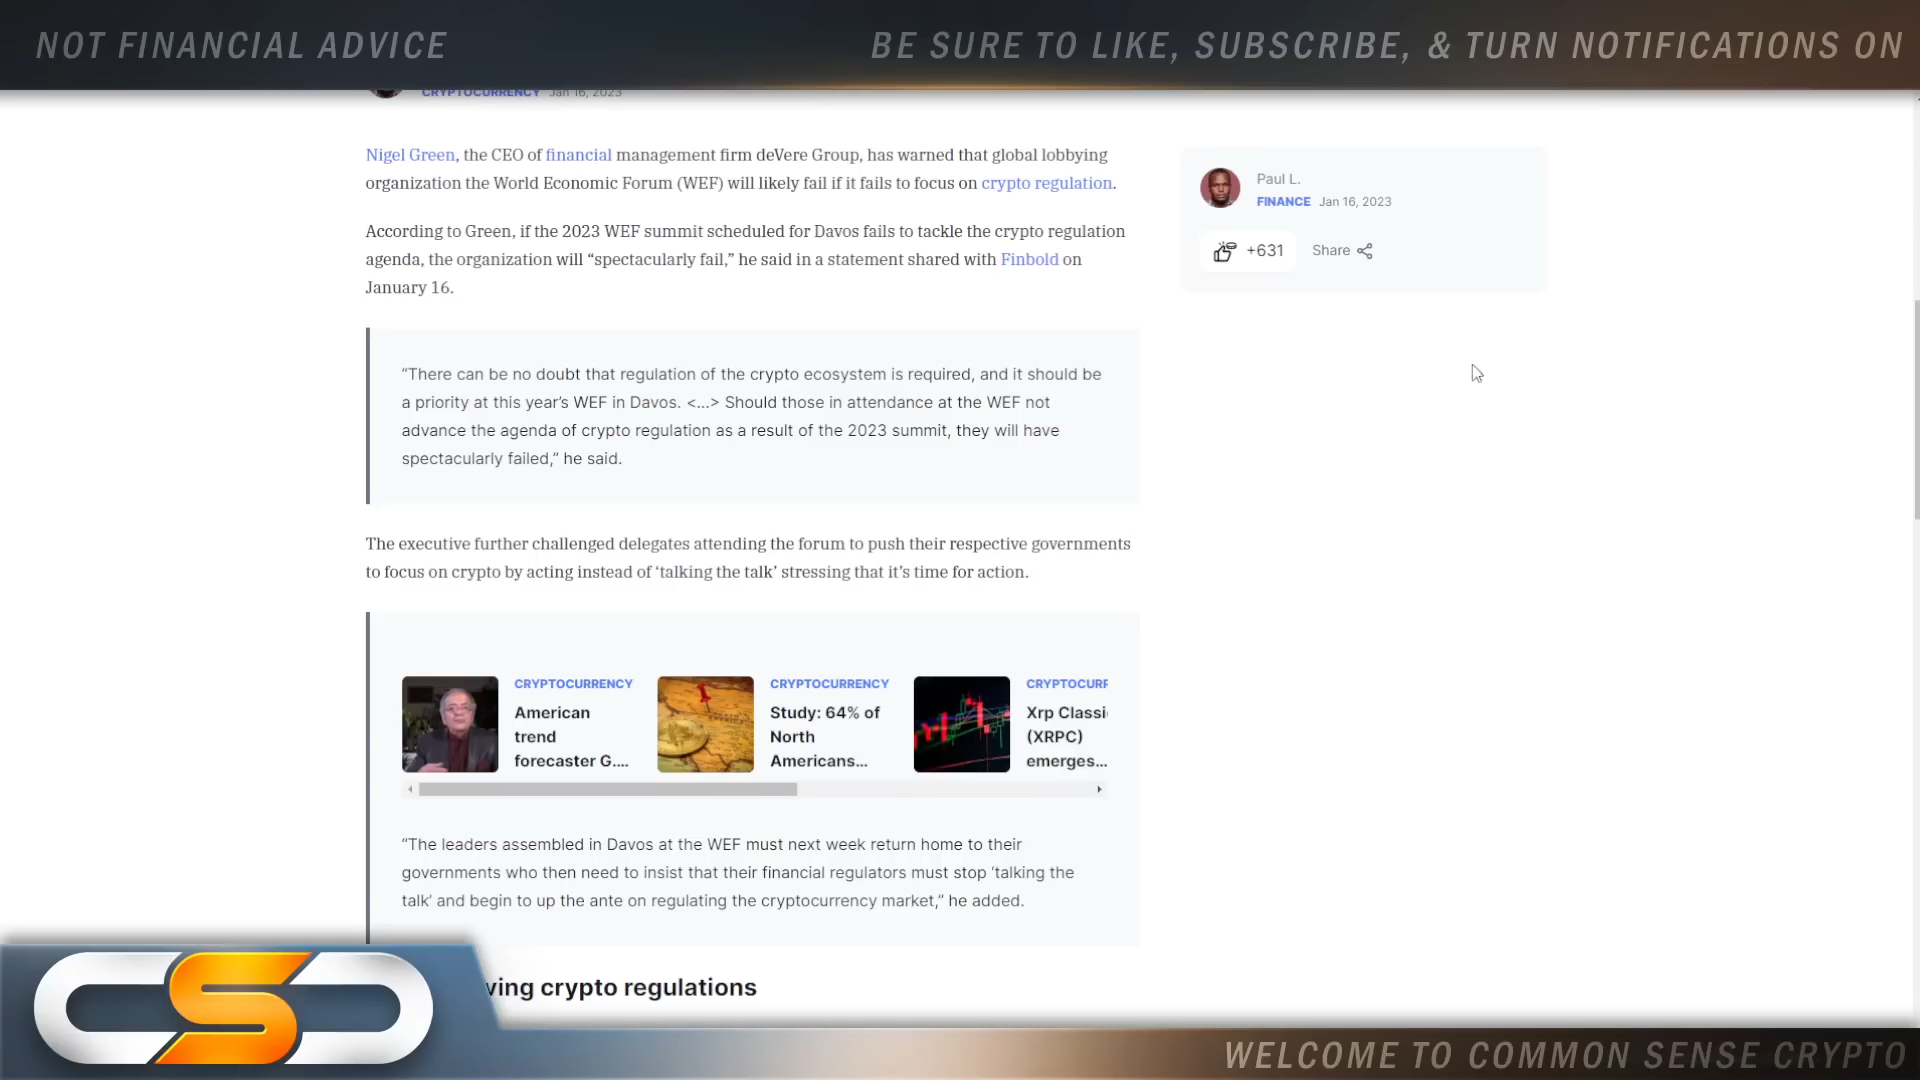 NOT FINANCIAL ADVICE
BE SURE TO LIKE, SUBSCRIBE, & TURN NOTIFICATIONS ON
CRYPTOCURRENCY Jan 16, 2023
Nigel Green, the CEO of financial management firm deVere Group, has warned that global lobbying
organization the World Economic Forum (WEF) will likely fail if it fails to focus on crypto regulation.
According to Green, if the 2023 WEF summit scheduled for Davos fails to tackle the crypto regulation
agenda, the organization will “spectacularly fail,” he said in a statement shared with Finbold on
January 16.
“There can be no doubt that regulation of the crypto ecosystem is required, and it should be
a priority at this year’s WEF in Davos. <...> Should those in attendance at the WEF not
advance the agenda of crypto regulation as a result of the 2023 summit, they will have
spectacularly failed,” he said.
The executive further challenged delegates attending the forum to push their respective governments
to focus on crypto by acting instead of ‘talking the talk’ stressing that it’s time for action.
CRYPTOCURRENCY
American
trend
forecaster G....
CRYPTOCURRENCY
Study: 64% of
North
Americans...
CRYPTOCURR
Xrp Classi
(XRPC)
emerges...
“The leaders assembled in Davos at the WEF must next week return home to their
governments who then need to insist that their financial regulators must stop ‘talking the
talk’ and begin to up the ante on regulating the cryptocurrency market,” he added.
ving crypto regulations
Paul L.
FINANCE Jan 16, 2023
+631 Share
CSC
WELCOME TO COMMON SENSE CRYPTO